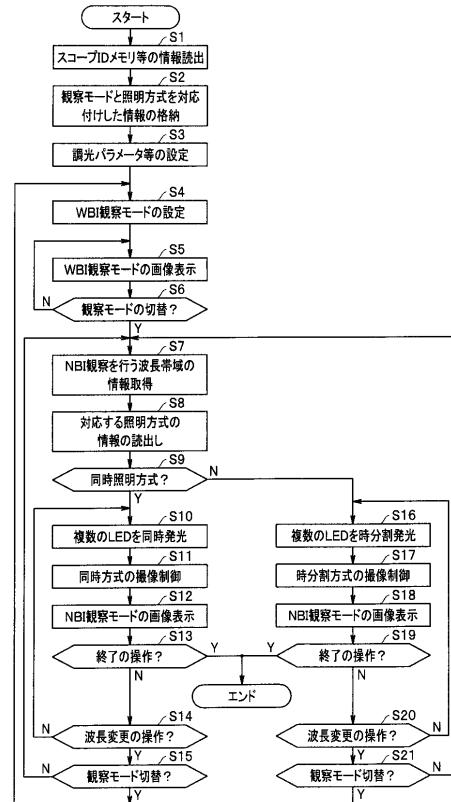 スタート
S1
スコープIDメモリ等の情報読出
S2
観察モードと照明方式を対応
付けした情報の格納
S3
調光パラメータ等の設定
S4
WBI観察モードの設定
S5
WBI観察モードの画像表示
S6
観察モードの切替?
N
Y
S7
NBI観察を行う波長帯域の
情報取得
S8
対応する照明方式の
情報の読出し
S9
同時照明方式?
N
Y
S10
複数のLEDを同時発光
S11
同時方式の撮像制御
S12
NBI観察モードの画像表示
S13
終了の操作?
Y
N
S14
波長変更の操作?
N
Y
S15
観察モード切替?
N
Y
S16
複数のLEDを時分割発光
S17
時分割方式の撮像制御
S18
NBI観察モードの画像表示
S19
終了の操作?
Y
N
エンド
S20
波長変更の操作?
N
Y
S21
観察モード切替?
N
Y